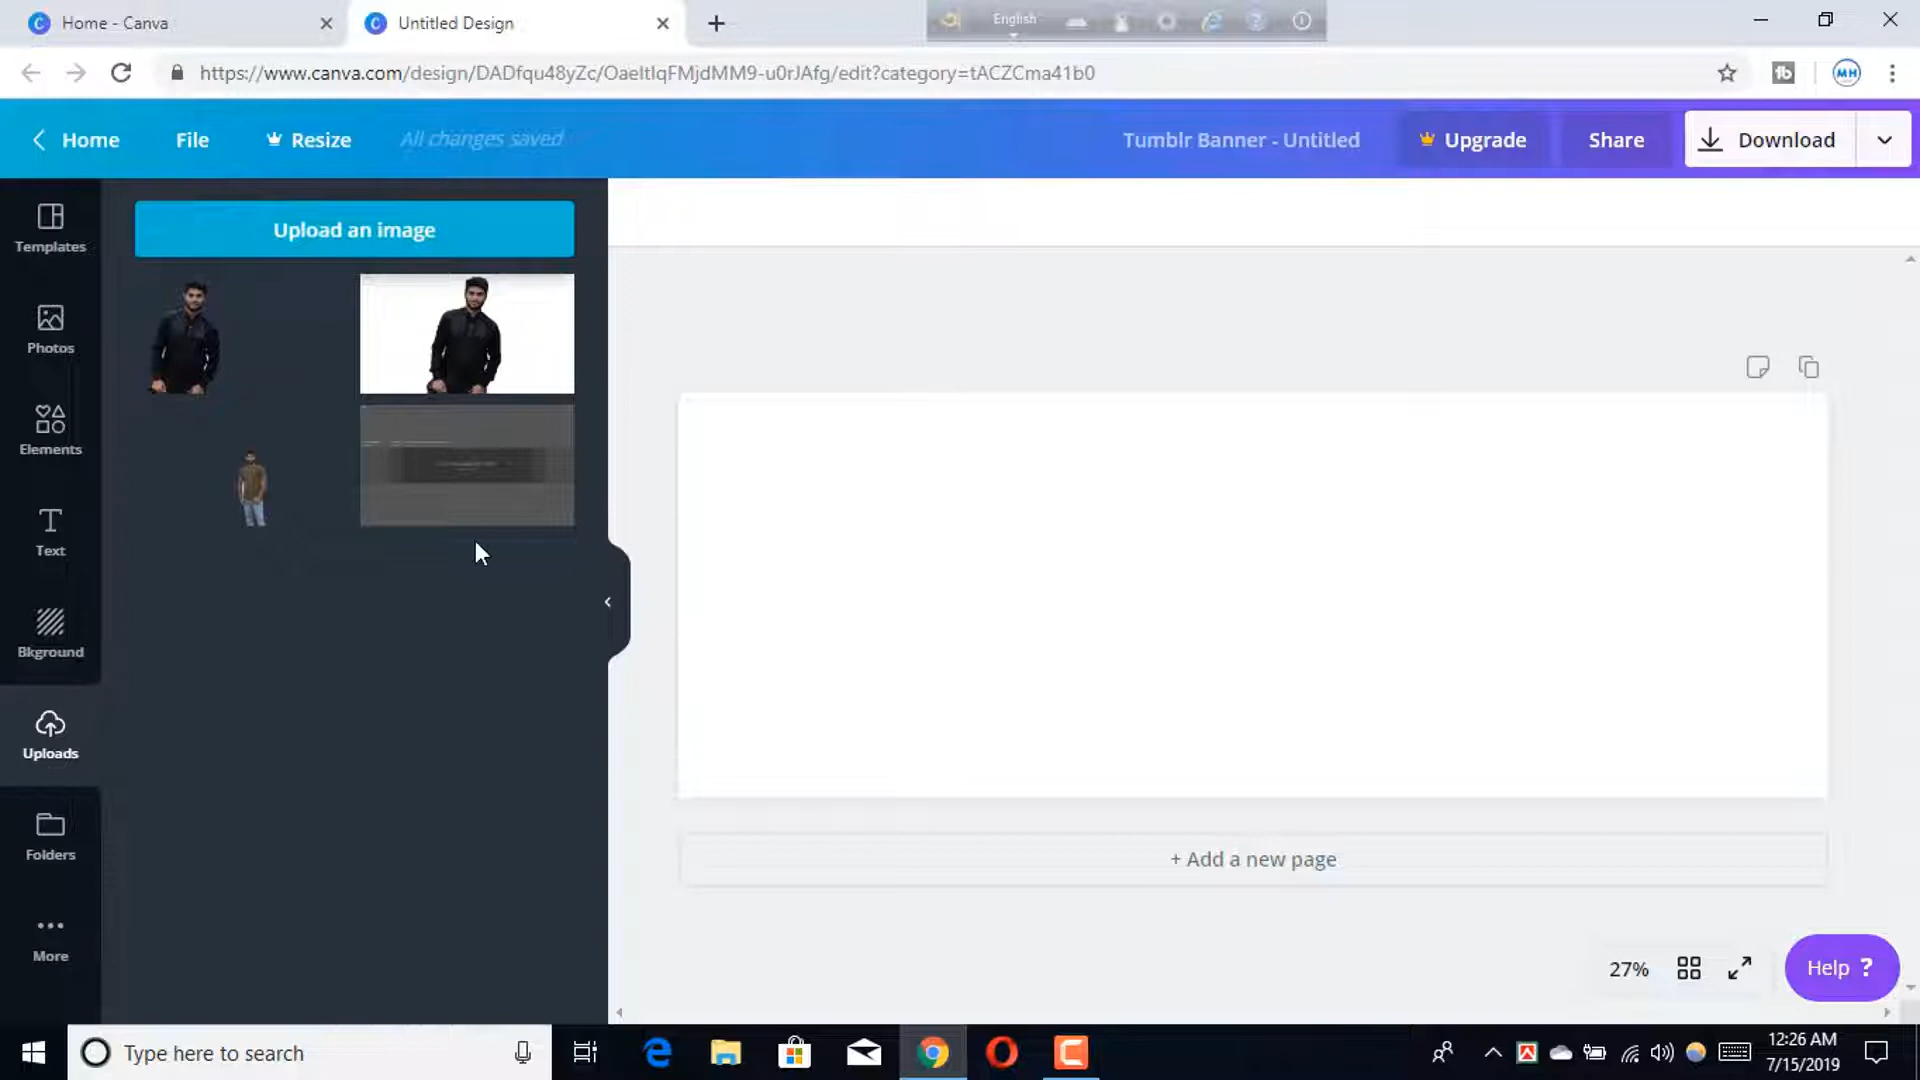 Home - Canva
Untitled Design
English
https://www.canva.com/design/DADfqu48yZc/OaeItIqFMjdMM9-u0rJAfg/edit?category=tACZCma41b0
MH
Home
File
Resize
All changes saved
Tumblr Banner - Untitled
Upgrade
Share
Download
Templates
Photos
Elements
Text
Bkground
Uploads
Folders
More
Upload an image
+ Add a new page
27%
Help ?
Type here to search
12:26 AM
7/15/2019